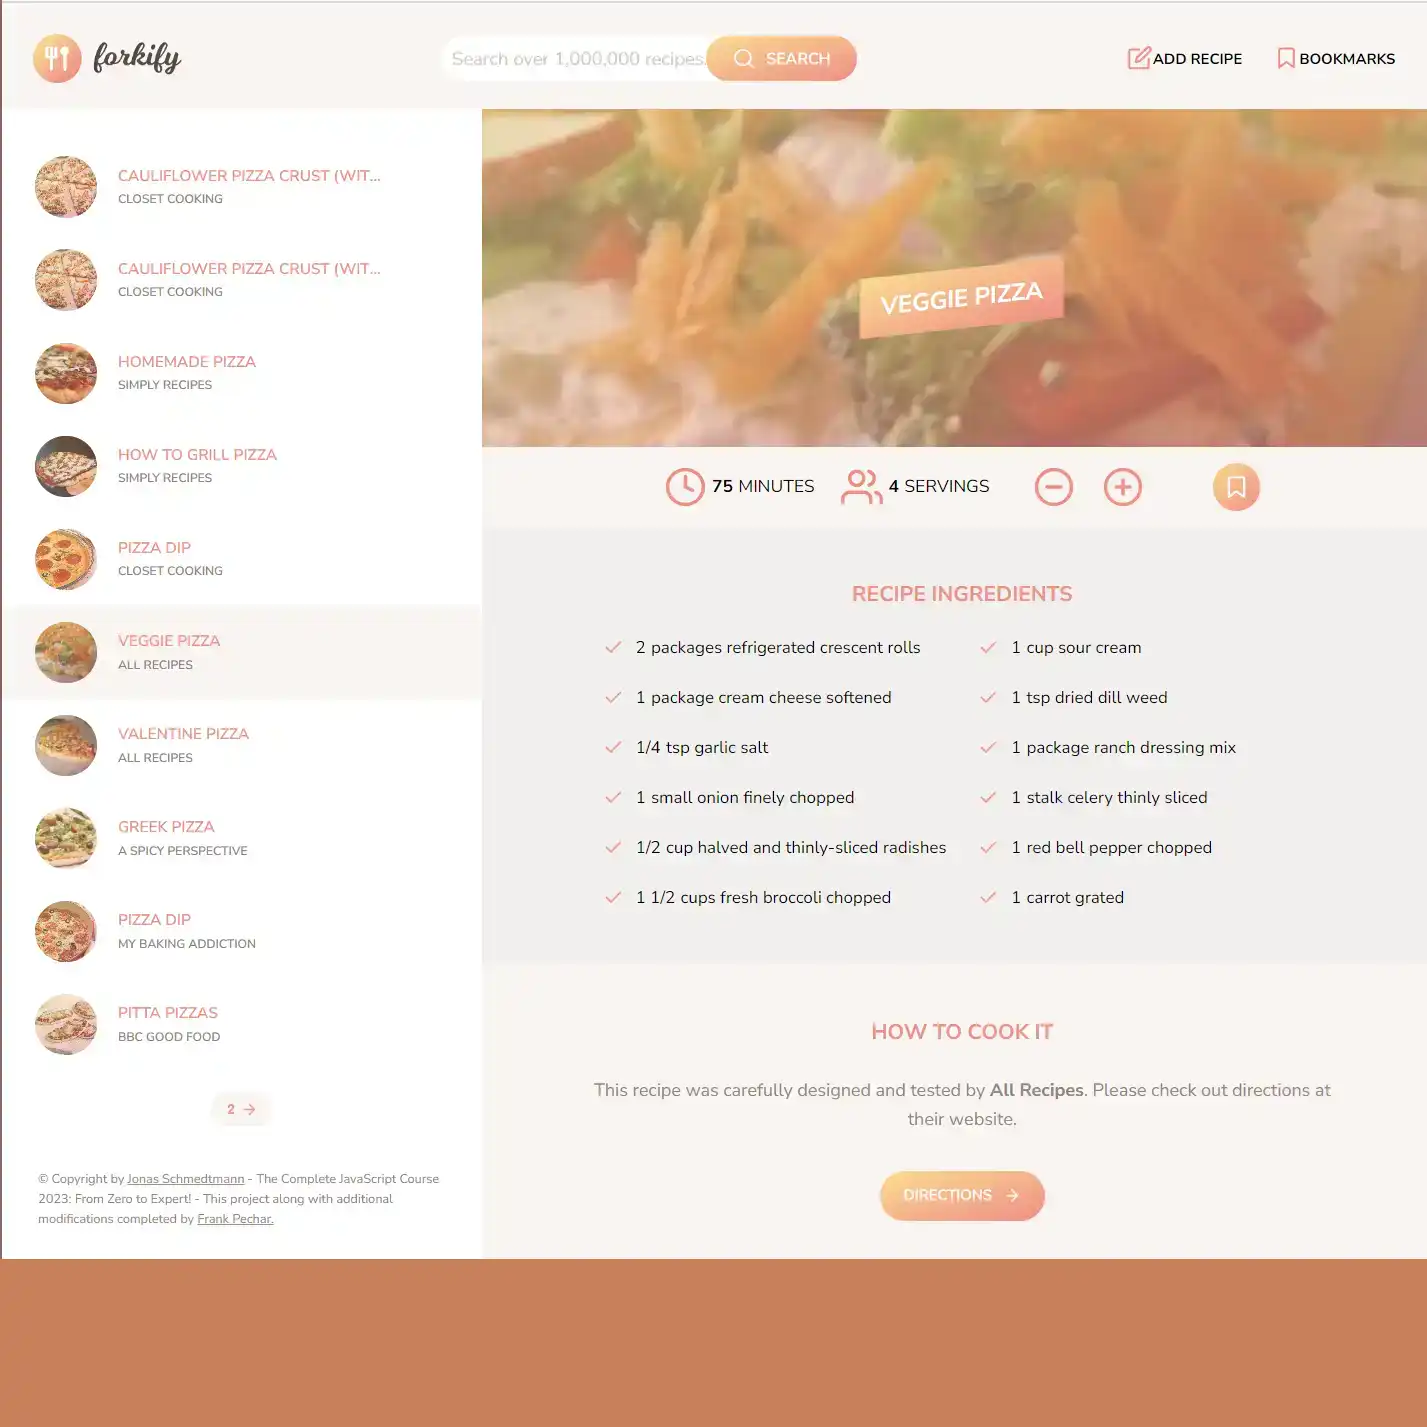 forkify
Search over 1,000,000 recipes.
SEARCH
ADD RECIPE
BOOKMARKS
CAULIFLOWER PIZZA CRUST (WIT...
CLOSET COOKING
CAULIFLOWER PIZZA CRUST (WIT...
CLOSET COOKING
HOMEMADE PIZZA
SIMPLY RECIPES
HOW TO GRILL PIZZA
SIMPLY RECIPES
PIZZA DIP
CLOSET COOKING
VEGGIE PIZZA
ALL RECIPES
VALENTINE PIZZA
ALL RECIPES
GREEK PIZZA
A SPICY PERSPECTIVE
PIZZA DIP
MY BAKING ADDICTION
PITTA PIZZAS
BBC GOOD FOOD
2
© Copyright by Jonas Schmedtmann - The Complete JavaScript Course
2023: From Zero to Expert! - This project along with additional
modifications completed by Frank Pechar.
VEGGIE PIZZA
75 MINUTES
4 SERVINGS
RECIPE INGREDIENTS
2 packages refrigerated crescent rolls
1 cup sour cream
1 package cream cheese softened
1 tsp dried dill weed
1/4 tsp garlic salt
1 package ranch dressing mix
1 small onion finely chopped
1 stalk celery thinly sliced
1/2 cup halved and thinly-sliced radishes
1 red bell pepper chopped
1 1/2 cups fresh broccoli chopped
1 carrot grated
HOW TO COOK IT
This recipe was carefully designed and tested by All Recipes. Please check out directions at
their website.
DIRECTIONS